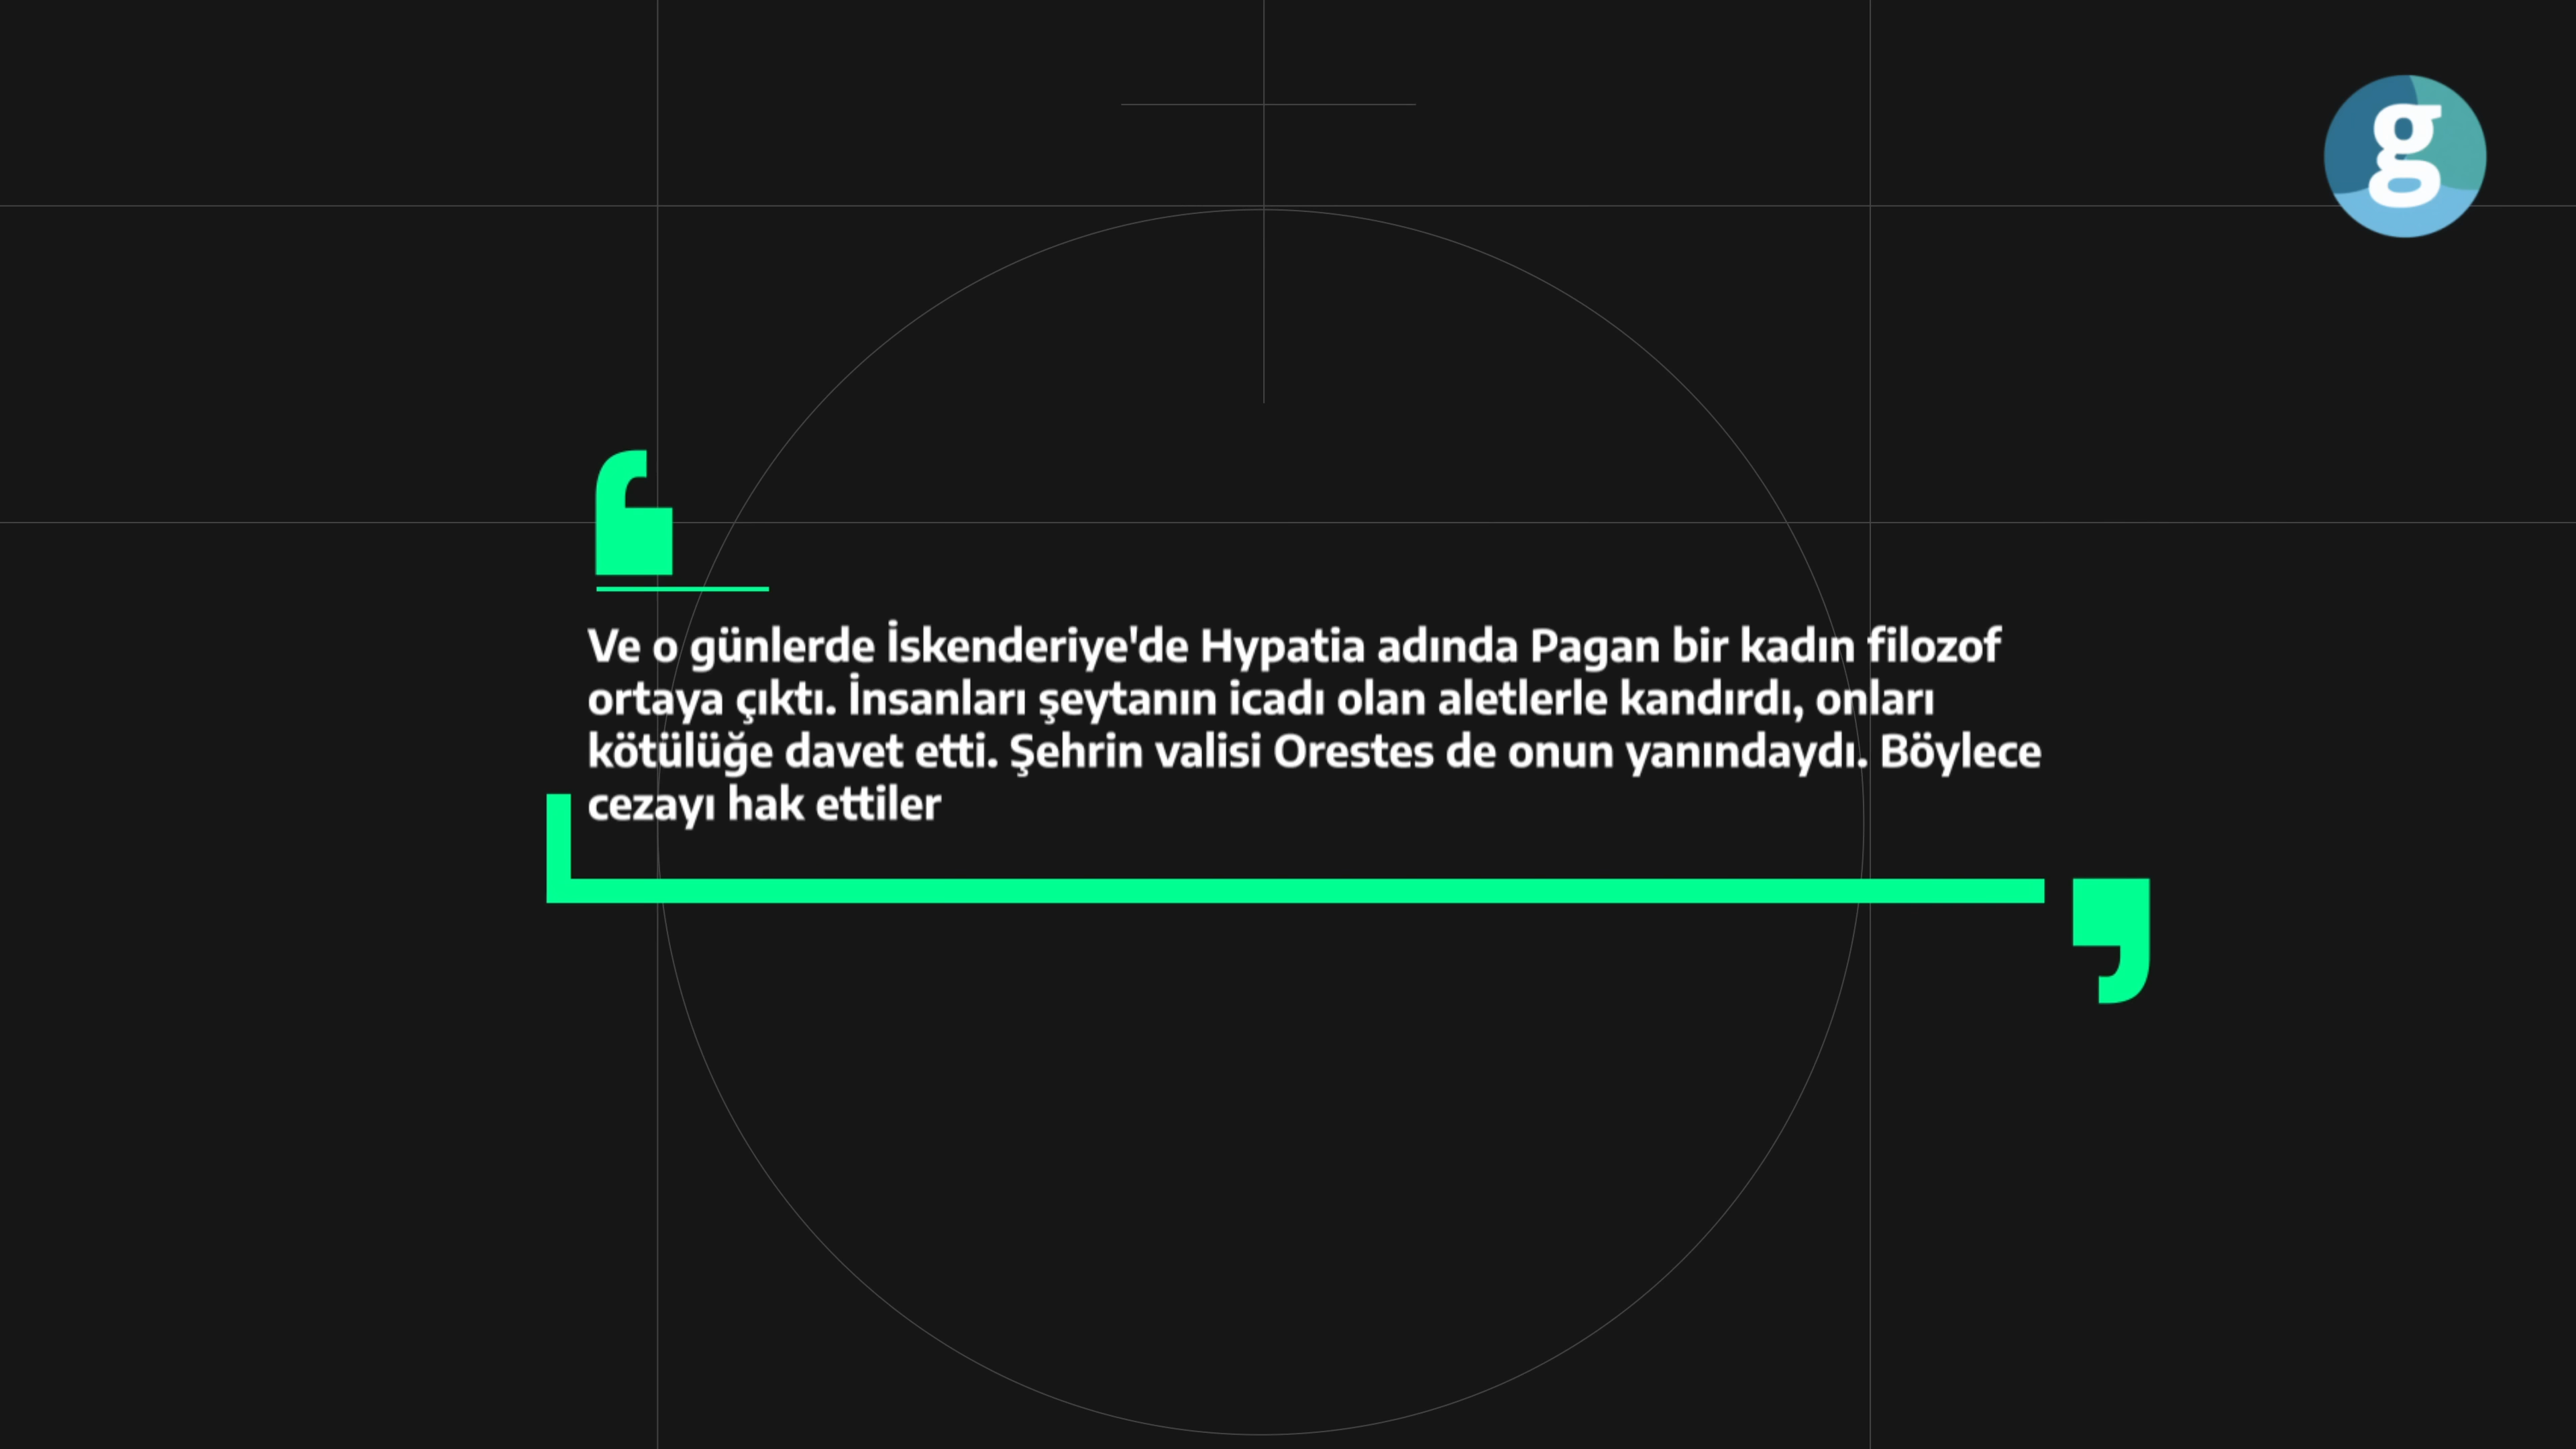 g
Ve o günlerde İskenderiye'de Hypatia adında Pagan bir kadın filozof
ortaya çıktı. İnsanları şeytanın icadı olan aletlerle kandırdı, onları
kötülüğe davet etti. Şehrin valisi Orestes de onun yanındaydı. Böylece
cezayı hak ettiler